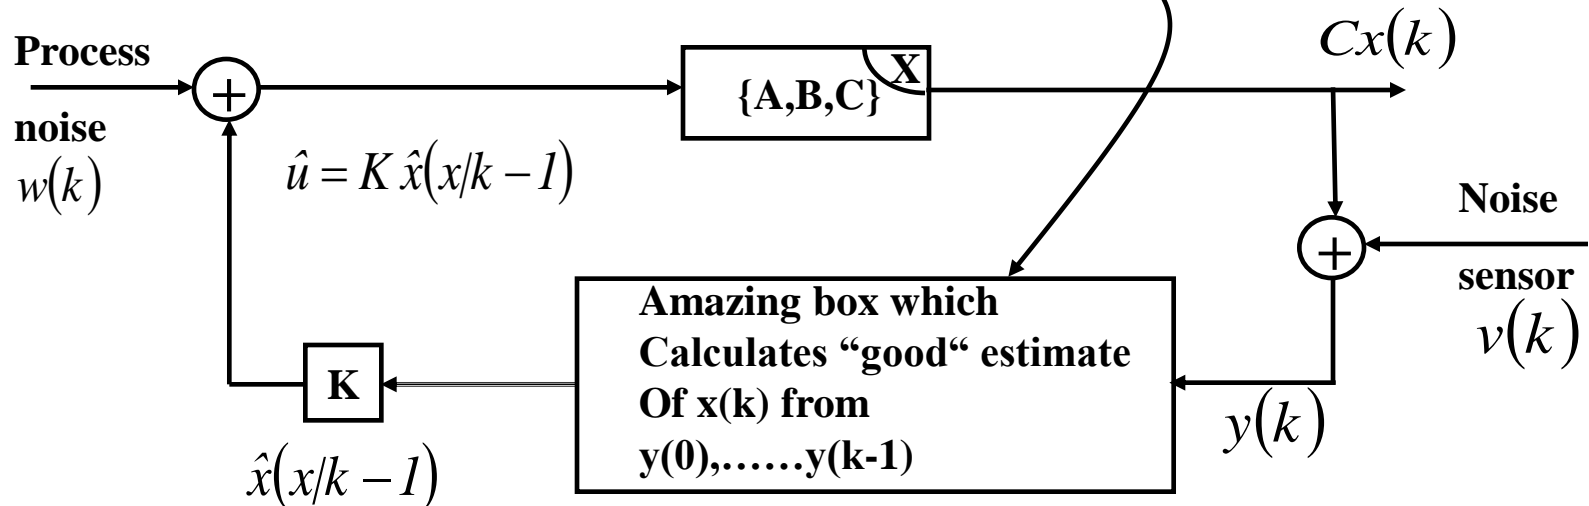 Process
noise
w(k)
+
û = K x̂(x/k − 1)
{A,B,C}
X
Cx(k)
+
Noise
sensor
v(k)
y(k)
Amazing box which
Calculates “good“ estimate
Of x(k) from
y(0),......y(k-1)
K
x̂(x/k − 1)